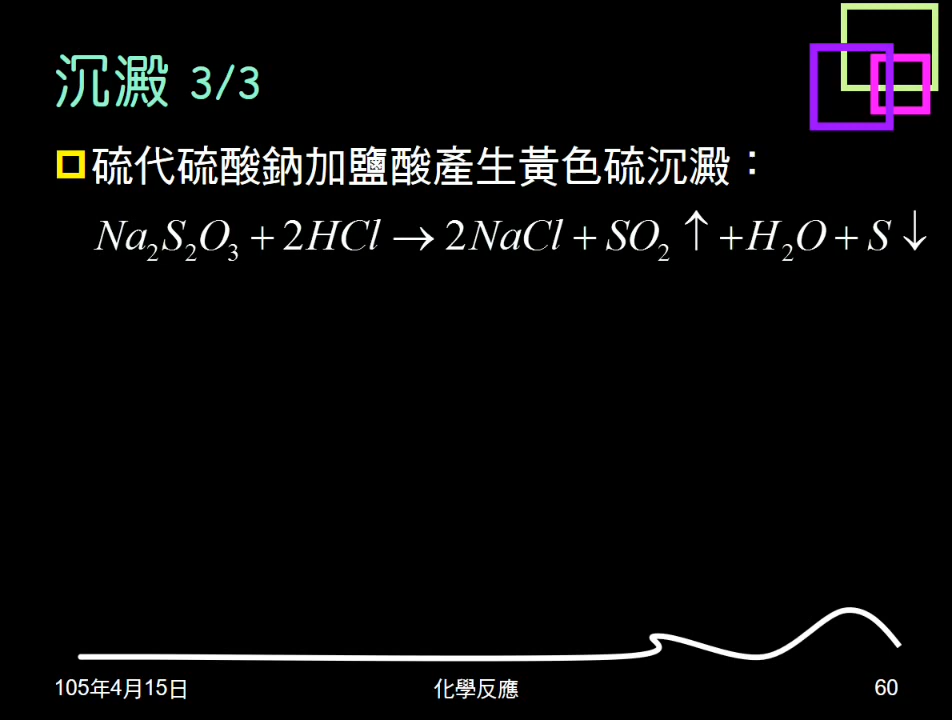 沉澱 3/3
硫代硫酸鈉加鹽酸產生黃色硫沉澱：
Na₂S₂O₃ + 2HCl → 2NaCl + SO₂ ↑ + H₂O + S ↓
105年4月15日
化學反應
60